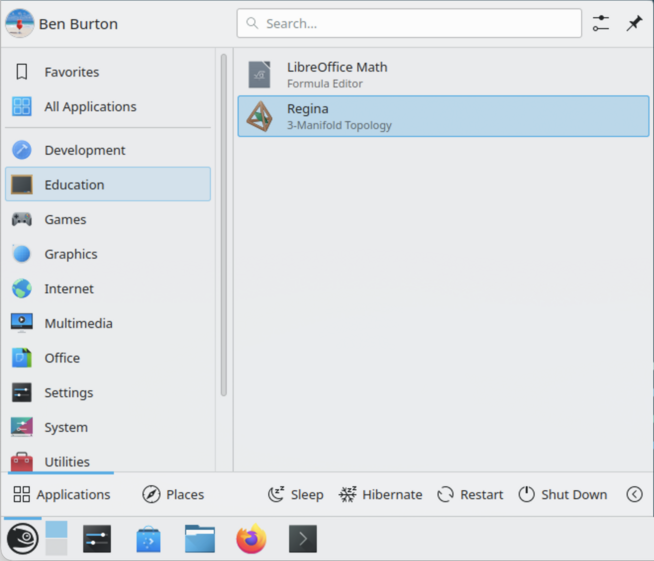 Ben Burton
Search...
Favorites
All Applications
Development
Education
Games
Graphics
Internet
Multimedia
Office
Settings
System
Utilities
LibreOffice Math
Formula Editor
Regina
3-Manifold Topology
Applications
Places
Sleep
Hibernate
Restart
Shut Down